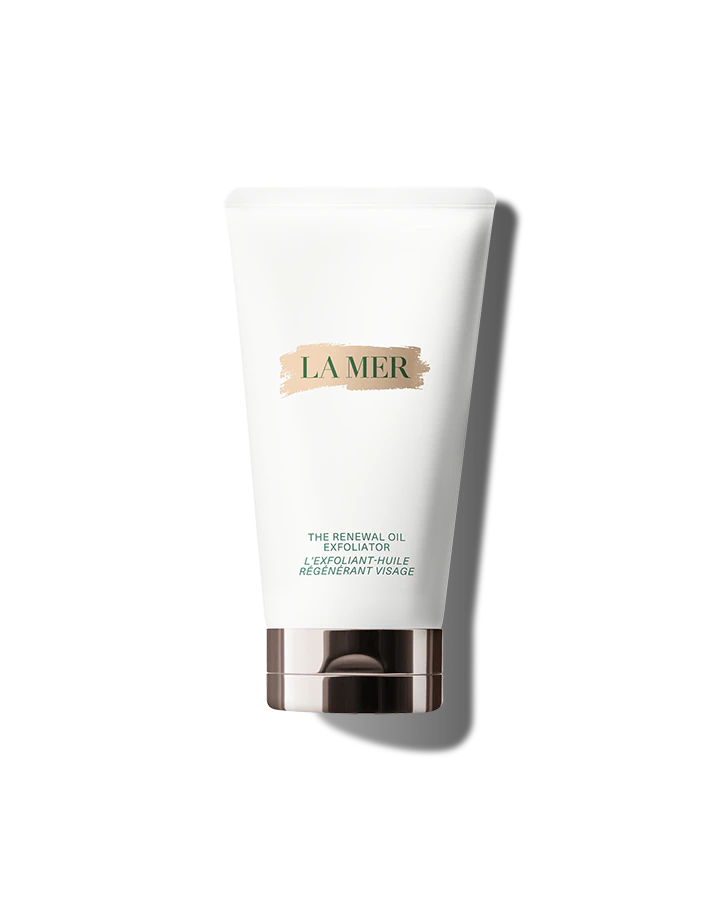 LA MER
THE RENEWAL OIL
EXFOLIATOR
L'EXFOLIANT-HUILE
RÉGÉNÉRANT VISAGE